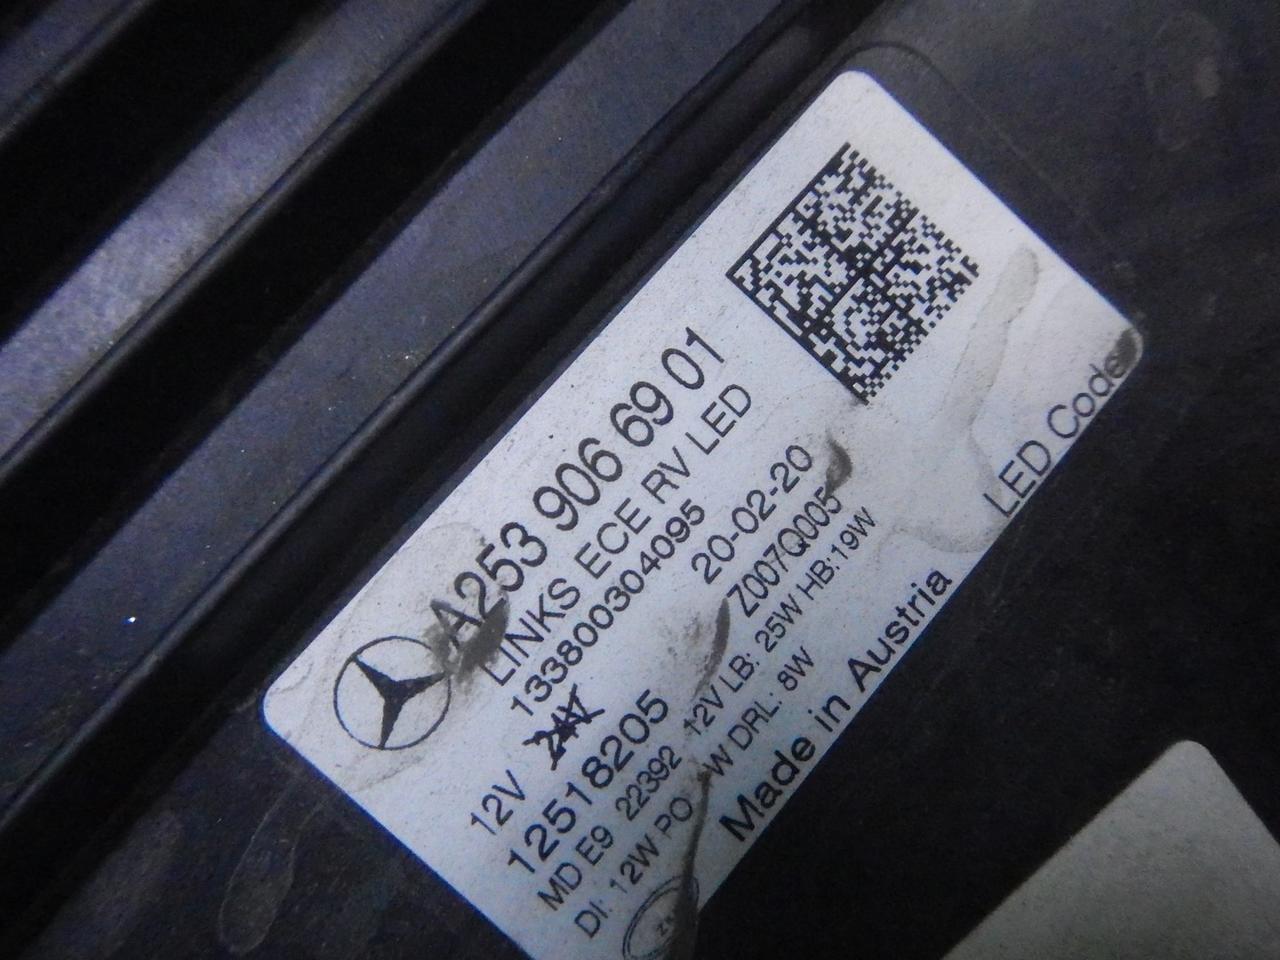 A253 906 69 01
LINKS ECE RV LED
133800304095
12V 24V 20-02-20
12518205 Z007Q005
MD E9 22392 12V LB: 25W HB:19W
DI: 12W PO W DRL: 8W
Made in Austria
LED Code